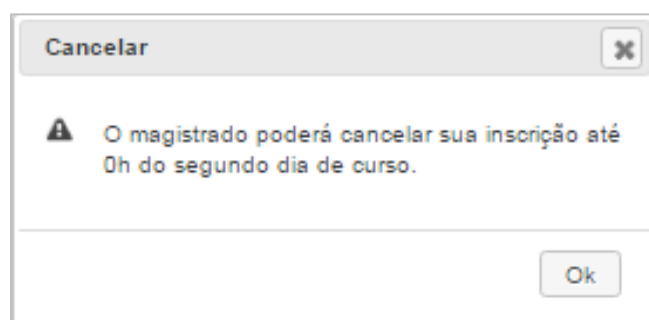 Cancelar
O magistrado poderá cancelar sua inscrição até
0h do segundo dia de curso.
Ok